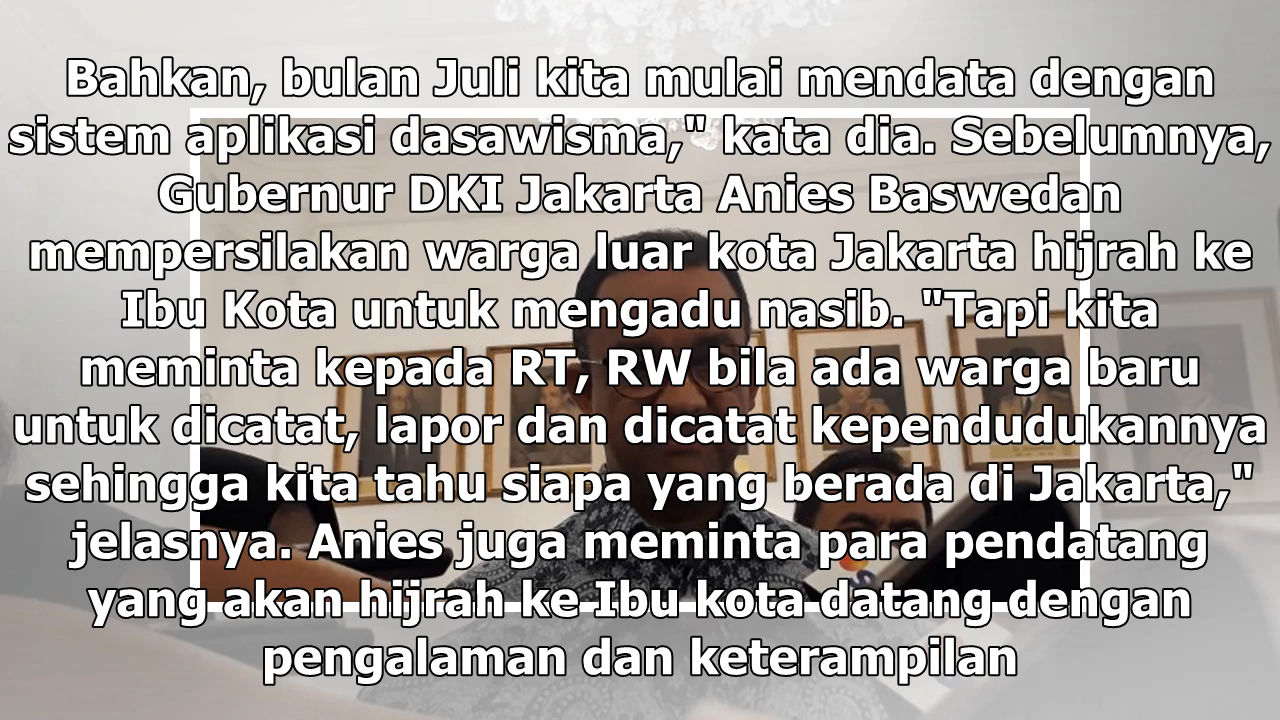 Bahkan, bulan Juli kita mulai mendata dengan
sistem aplikasi dasawisma," kata dia. Sebelumnya,
Gubernur DKI Jakarta Anies Baswedan
mempersilakan warga luar kota Jakarta hijrah ke
Ibu Kota untuk mengadu nasib. "Tapi kita
meminta kepada RT, RW bila ada warga baru
untuk dicatat, lapor dan dicatat kependudukannya
sehingga kita tahu siapa yang berada di Jakarta,"
jelasnya. Anies juga meminta para pendatang
yang akan hijrah ke Ibu kota datang dengan
pengalaman dan keterampilan